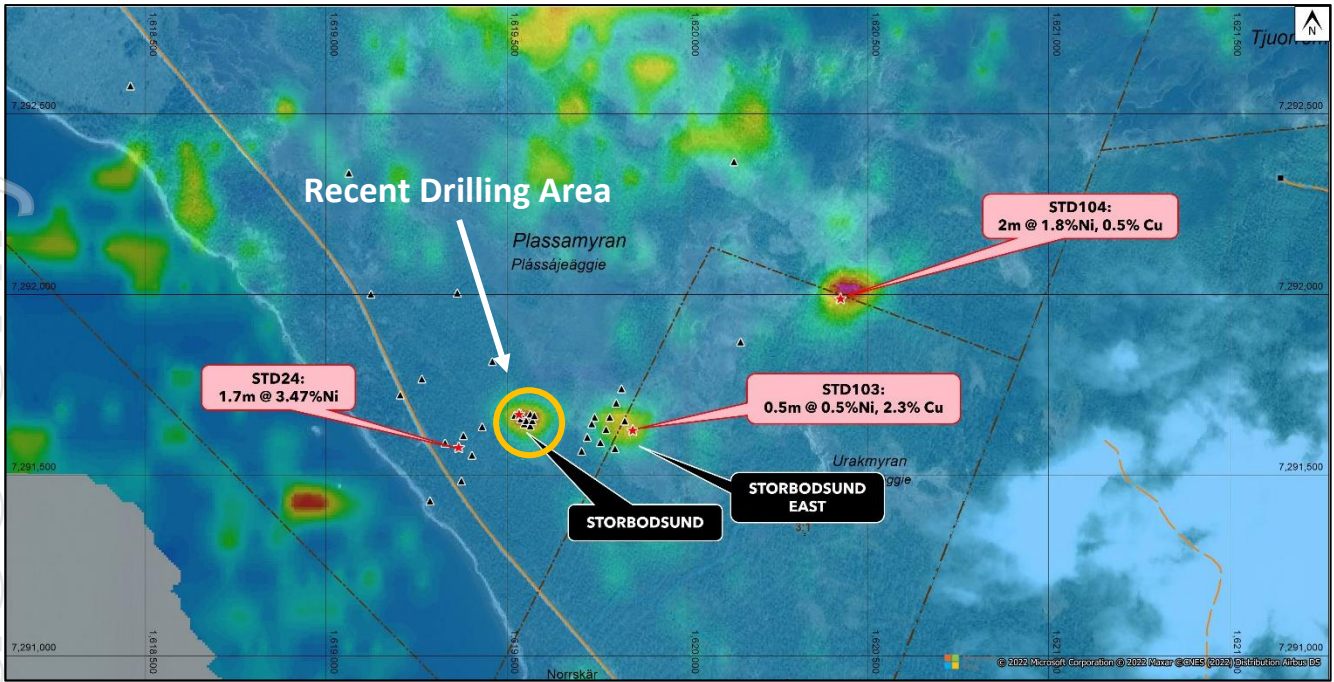 1,618,500
1,619,000
1,619,500
1,620,000
1,620,500
1,621,000
1,621,500
N
7,292,500
7,292,500
Recent Drilling Area
Plassamyran
Plássájeäggie
STD104:
2m @ 1.8%Ni, 0.5% Cu
7,292,000
7,292,000
STD24:
1.7m @ 3.47%Ni
STD103:
0.5m @ 0.5%Ni, 2.3% Cu
7,291,500
7,291,500
Urakmyran
STORBODSUND
EAST
STORBODSUND
7,291,000
7,291,000
1,618,500
1,619,000
1,619,500
1,620,000
1,620,500
Norrskär
© 2022 Microsoft Corporation © 2022 Maxar ©CNES (2022) Distribution Airbus DS